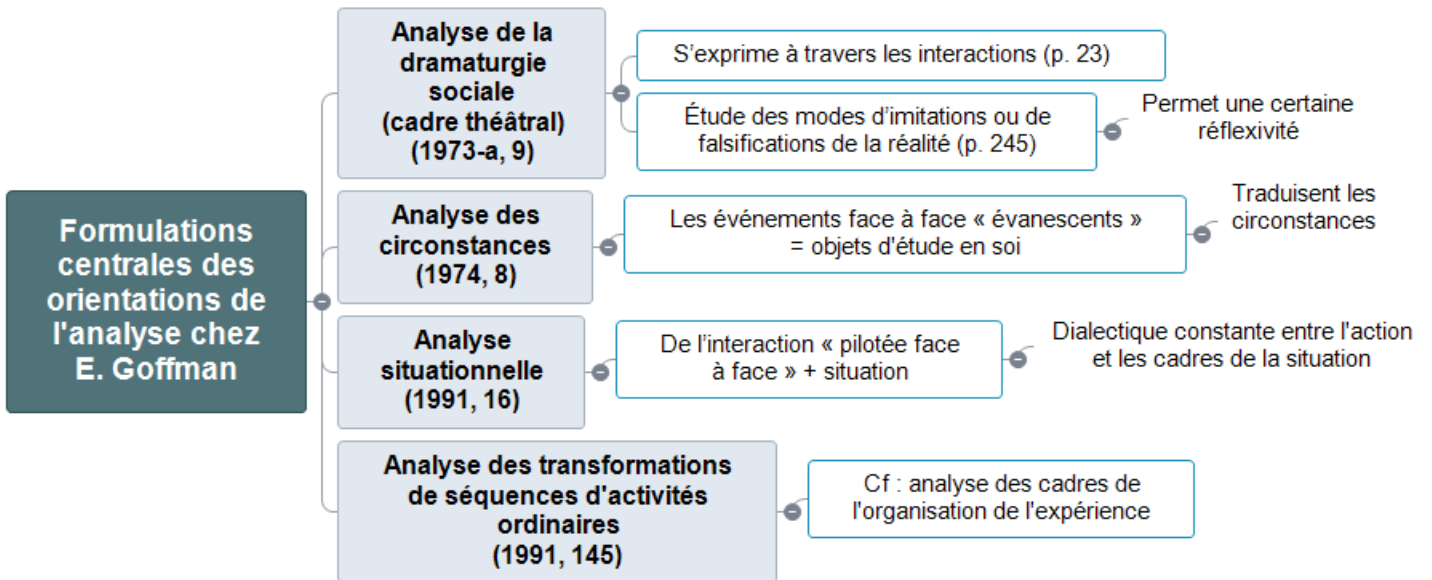 Formulations
centrales des
orientations de
l'analyse chez
E. Goffman
Analyse de la
dramaturgie
sociale
(cadre théâtral)
(1973-a, 9)
S’exprime à travers les interactions (p. 23)
Étude des modes d’imitations ou de
falsifications de la réalité (p. 245)
Permet une certaine
réflexivité
Analyse des
circonstances
(1974, 8)
Les événements face à face « évanescents »
= objets d'étude en soi
Traduisent les
circonstances
Analyse
situationnelle
(1991, 16)
De l’interaction « pilotée face
à face » + situation
Dialectique constante entre l'action
et les cadres de la situation
Analyse des transformations
de séquences d'activités
ordinaires
(1991, 145)
Cf : analyse des cadres de
l'organisation de l'expérience